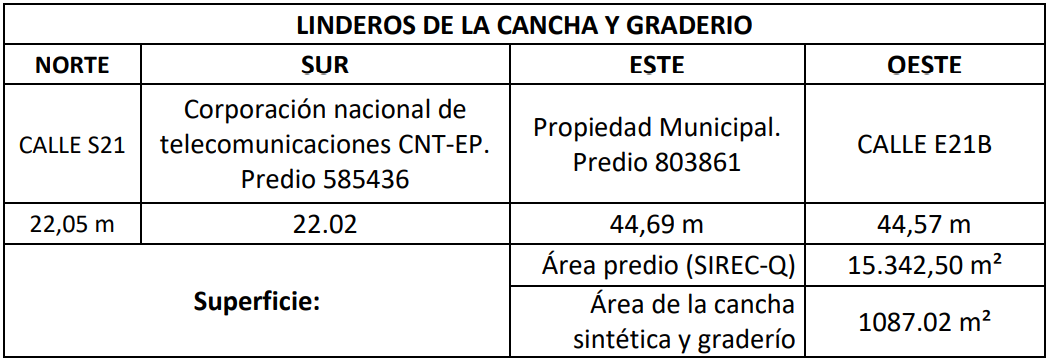 LINDEROS DE LA CANCHA Y GRADERIO
NORTE SUR ESTE OESTE
CALLE S21
Corporación nacional de
telecomunicaciones CNT-EP.
Predio 585436
Propiedad Municipal.
Predio 803861
CALLE E21B
22,05 m 22.02 44,69 m 44,57 m
Superficie:
Área predio (SIREC-Q) 15.342,50 m²
Área de la cancha
sintética y graderío
1087.02 m²